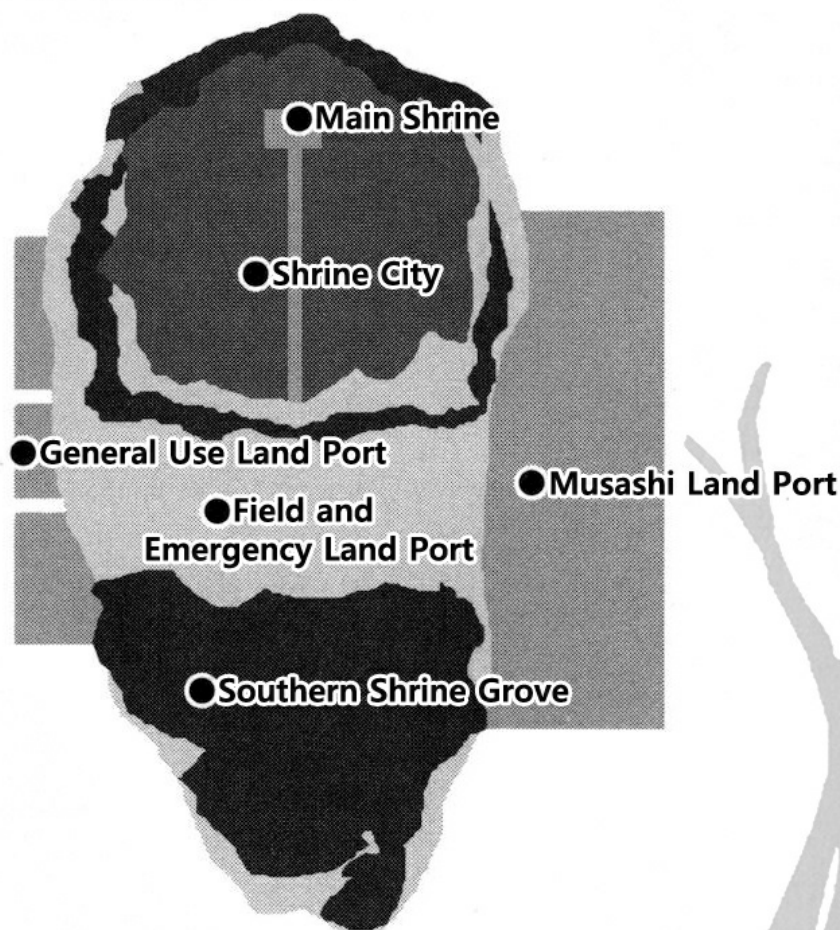 Main Shrine
Shrine City
General Use Land Port
Musashi Land Port
Field and
Emergency Land Port
Southern Shrine Grove